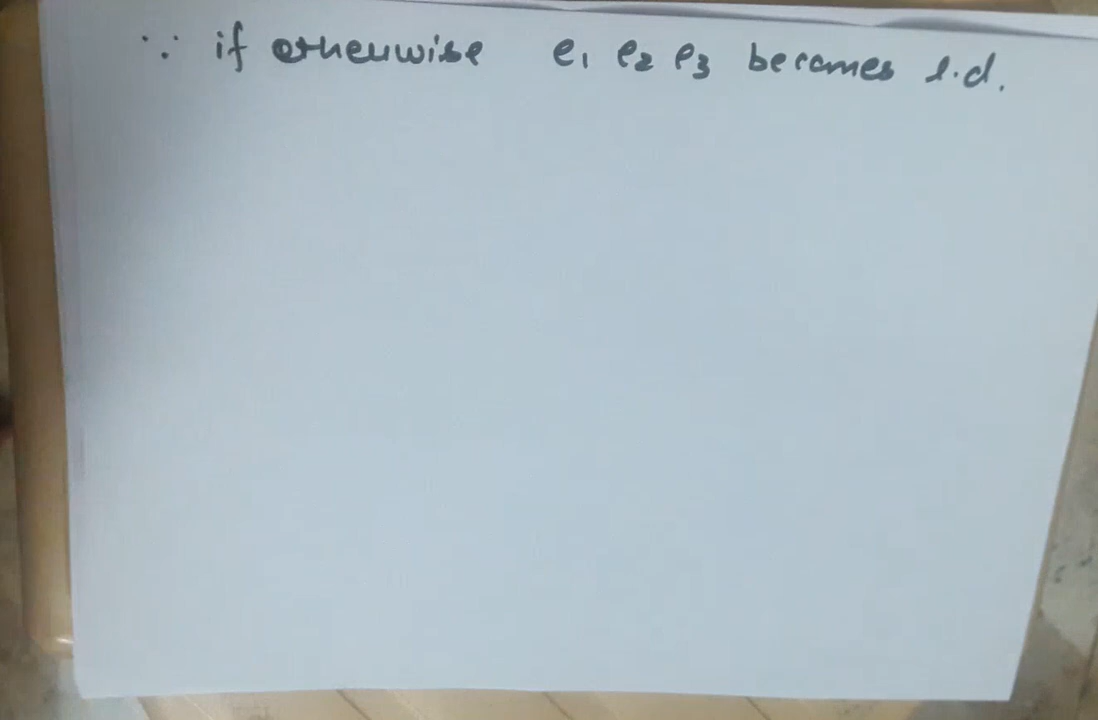 ∵ if otherwise e₁ e₂ e₃ becomes l.d.